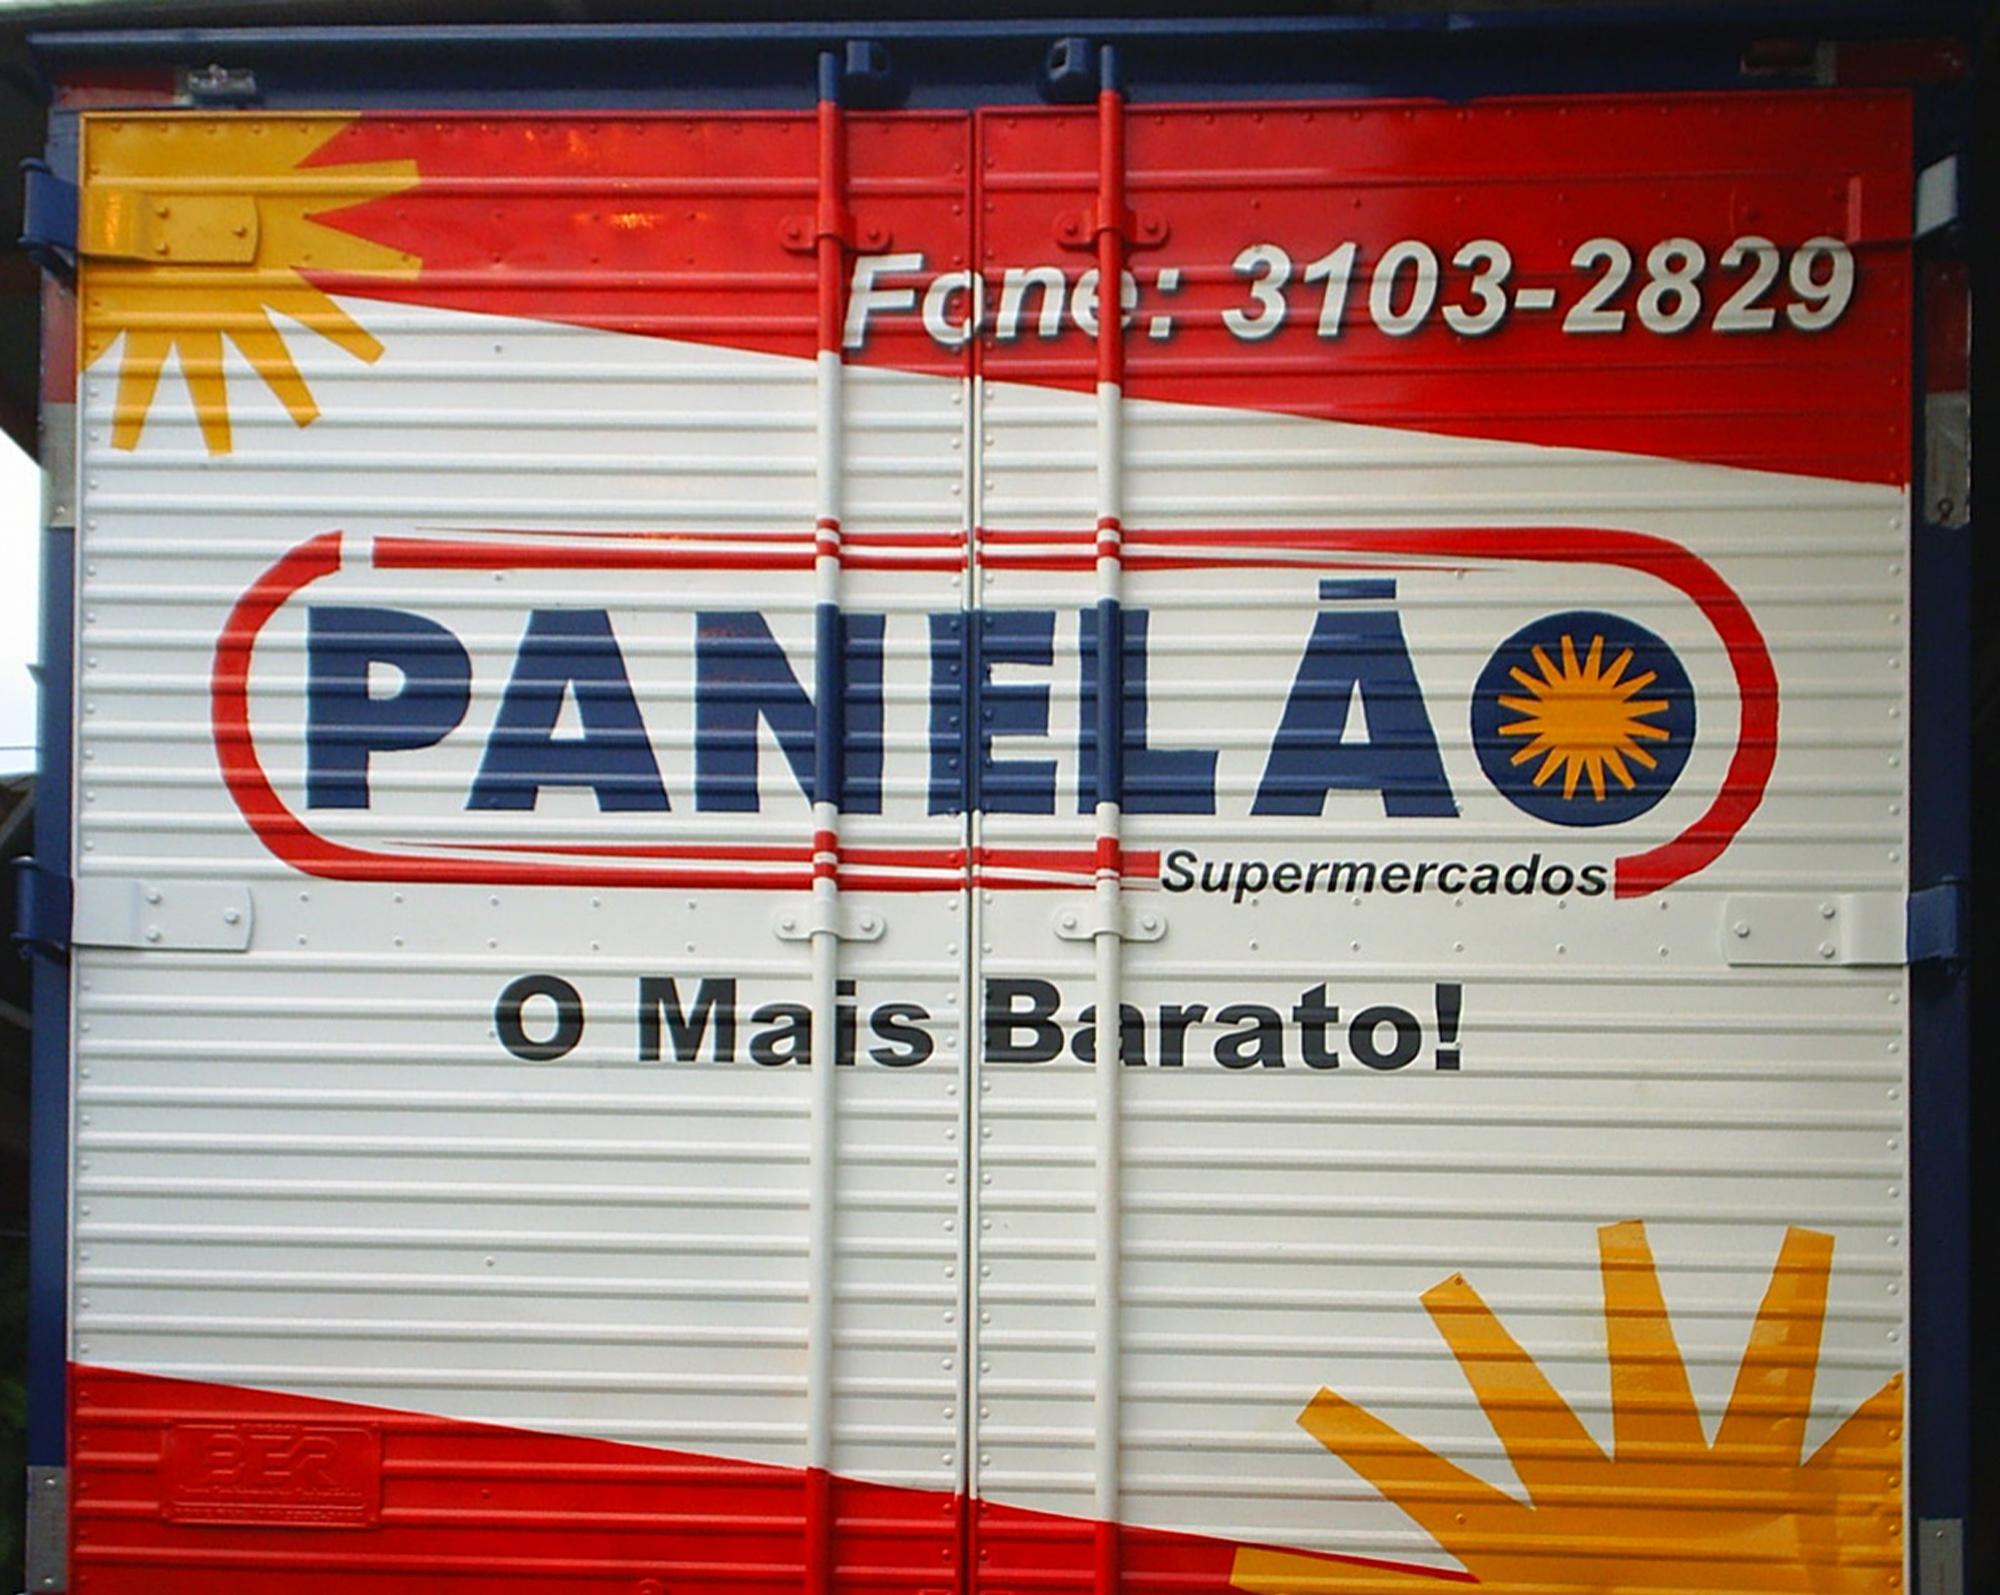 Fone: 3103-2829
PANELÃO
Supermercados
O Mais Barato!